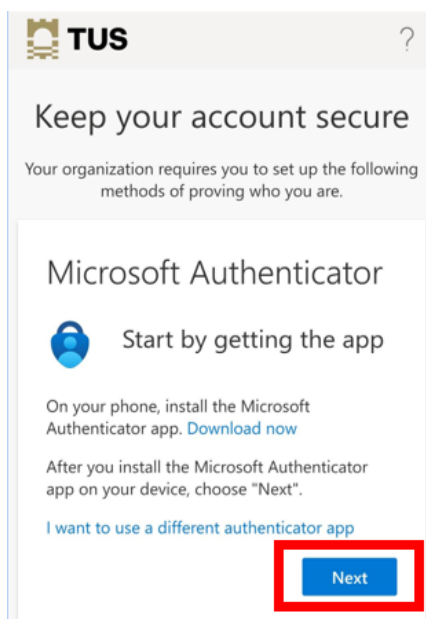 TUS
?
Keep your account secure
Your organization requires you to set up the following
methods of proving who you are.
Microsoft Authenticator
Start by getting the app
On your phone, install the Microsoft
Authenticator app. Download now
After you install the Microsoft Authenticator
app on your device, choose "Next".
I want to use a different authenticator app
Next